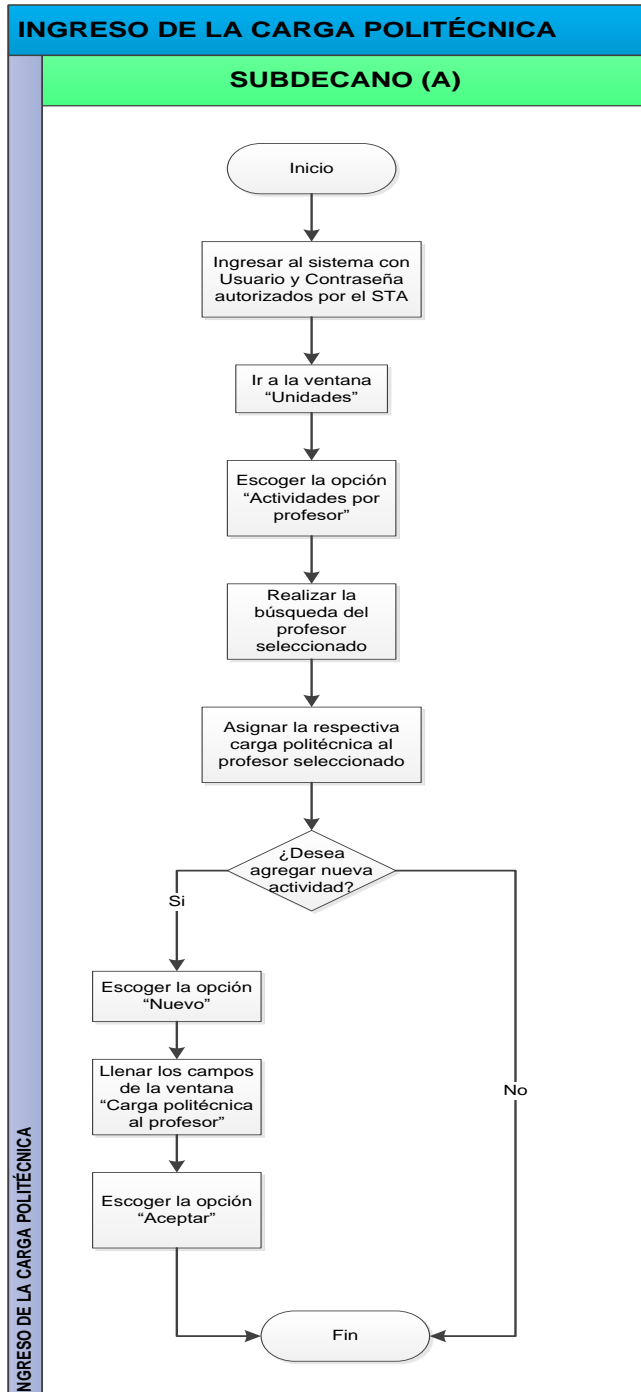 INGRESO DE LA CARGA POLITÉCNICA
SUBDECANO (A)
Inicio
Ingresar al sistema con
Usuario y Contraseña
autorizados por el STA
Ir a la ventana
“Unidades”
Escoger la opción
“Actividades por
profesor”
Realizar la
búsqueda del
profesor
seleccionado
Asignar la respectiva
carga politécnica al
profesor seleccionado
¿Desea
agregar nueva
actividad?
Si
Escoger la opción
“Nuevo”
Llenar los campos
de la ventana
“Carga politécnica
al profesor”
No
Escoger la opción
“Aceptar”
Fin
NGRESO DE LA CARGA POLITÉCNICA